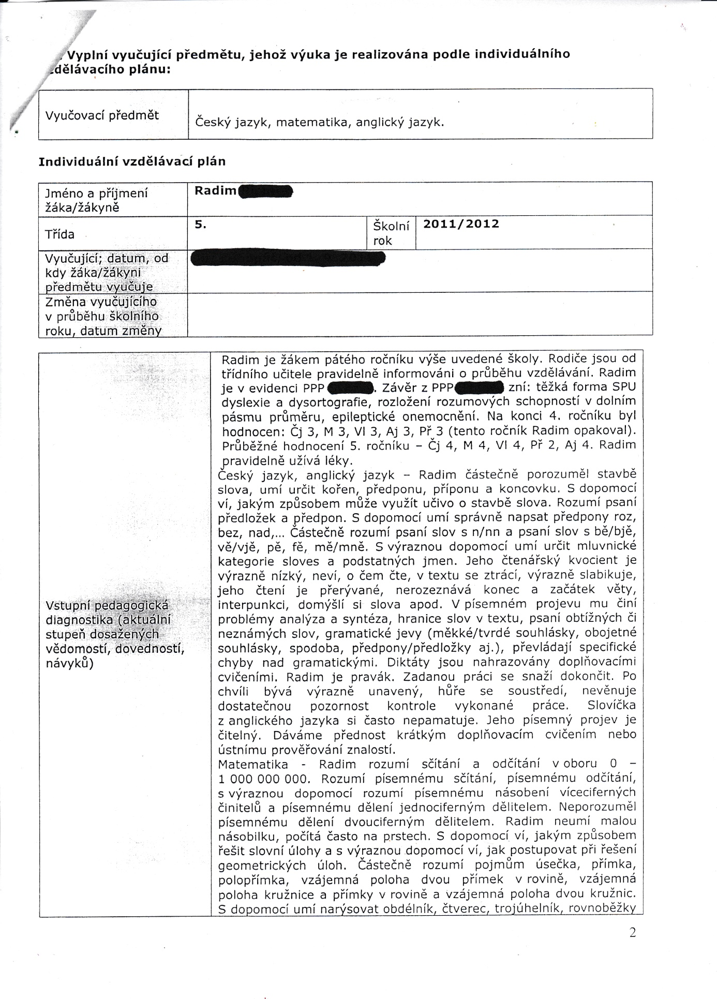 Vyplní vyučující předmětu, jehož výuka je realizována podle individuálního
dělávacího plánu:
Vyučovací předmět
Český jazyk, matematika, anglický jazyk.
Individuální vzdělávací plán
Jméno a příjmení
žáka/žákyně
Radim
Třída
5.
Školní
rok
2011/2012
Vyučující; datum, od
kdy žáka/žákyni
předmětu vyučuje
Změna vyučujícího
v průběhu školního
roku, datum změny
Vstupní pedagogická
diagnostika (aktuální
stupeň dosažených
vědomostí, dovedností,
návyků)
Radim je žákem pátého ročníku výše uvedené školy. Rodiče jsou od
třídního učitele pravidelně informováni o průběhu vzdělávání. Radim
je v evidenci PPP . Závěr z PPP zní: těžká forma SPU
dyslexie a dysortografie, rozložení rozumových schopností v dolním
pásmu průměru, epileptické onemocnění. Na konci 4. ročníku byl
hodnocen: Čj 3, M 3, Vl 3, Aj 3, Př 3 (tento ročník Radim opakoval).
Průběžné hodnocení 5. ročníku – Čj 4, M 4, Vl 4, Př 2, Aj 4. Radim
pravidelně užívá léky.
Český jazyk, anglický jazyk – Radim částečně porozuměl stavbě
slova, umí určit kořen, předponu, příponu a koncovku. S dopomocí
ví, jakým způsobem může využít učivo o stavbě slova. Rozumí psaní
předložek a předpon. S dopomocí umí správně napsat předpony roz,
bez, nad,... Částečně rozumí psaní slov s n/nn a psaní slov s bě/bje,
vě/vjě, pě, fě, mě/mně. S výraznou dopomocí umí určit mluvnické
kategorie sloves a podstatných jmen. Jeho čtenářský kvocient je
výrazně nízký, neví, o čem čte, v textu se ztrácí, výrazně slabikuje,
jeho čtení je přerývané, nerozeznává konec a začátek věty,
interpunkci, domýšlí si slova apod. V písemném projevu mu činí
problémy analýza a syntéza, hranice slov v textu, psaní obtížných či
neznámých slov, gramatické jevy (měkké/tvrdé souhlásky, obojetné
souhlásky, spodoba, předpony/předložky aj.), převládají specifické
chyby nad gramatickými. Diktáty jsou nahrazovány doplňovacími
cvičeními. Radim je pravák. Zadanou práci se snaží dokončit. Po
chvíli bývá výrazně unavený, hůře se soustředí, nevěnuje
dostatečnou pozornost kontrole vykonané práce. Slovíčka
z anglického jazyka si často nepamatuje. Jeho písemný projev je
čitelný. Dáváme přednost krátkým doplňovacím cvičením nebo
ústnímu prověřování znalostí.
Matematika - Radim rozumí sčítání a odčítání v oboru 0 –
1 000 000 000. Rozumí písemnému sčítání, písemnému odčítání,
s výraznou dopomocí rozumí písemnému násobení víceciferných
činitelů a písemnému dělení jednociferným dělitelem. Neporozuměl
písemnému dělení dvouciferným dělitelem. Radim neumí malou
násobilku, počítá často na prstech. S dopomocí ví, jakým způsobem
řešit slovní úlohy a s výraznou dopomocí ví, jak postupovat při řešení
geometrických úloh. Částečně rozumí pojmům úsečka, přímka,
polopřímka, vzájemná poloha dvou přímek v rovině, vzájemná
poloha kružnice a přímky v rovině a vzájemná poloha dvou kružnic.
S dopomocí umí narýsovat obdélník, čtverec, trojúhelník, rovnoběžky
2